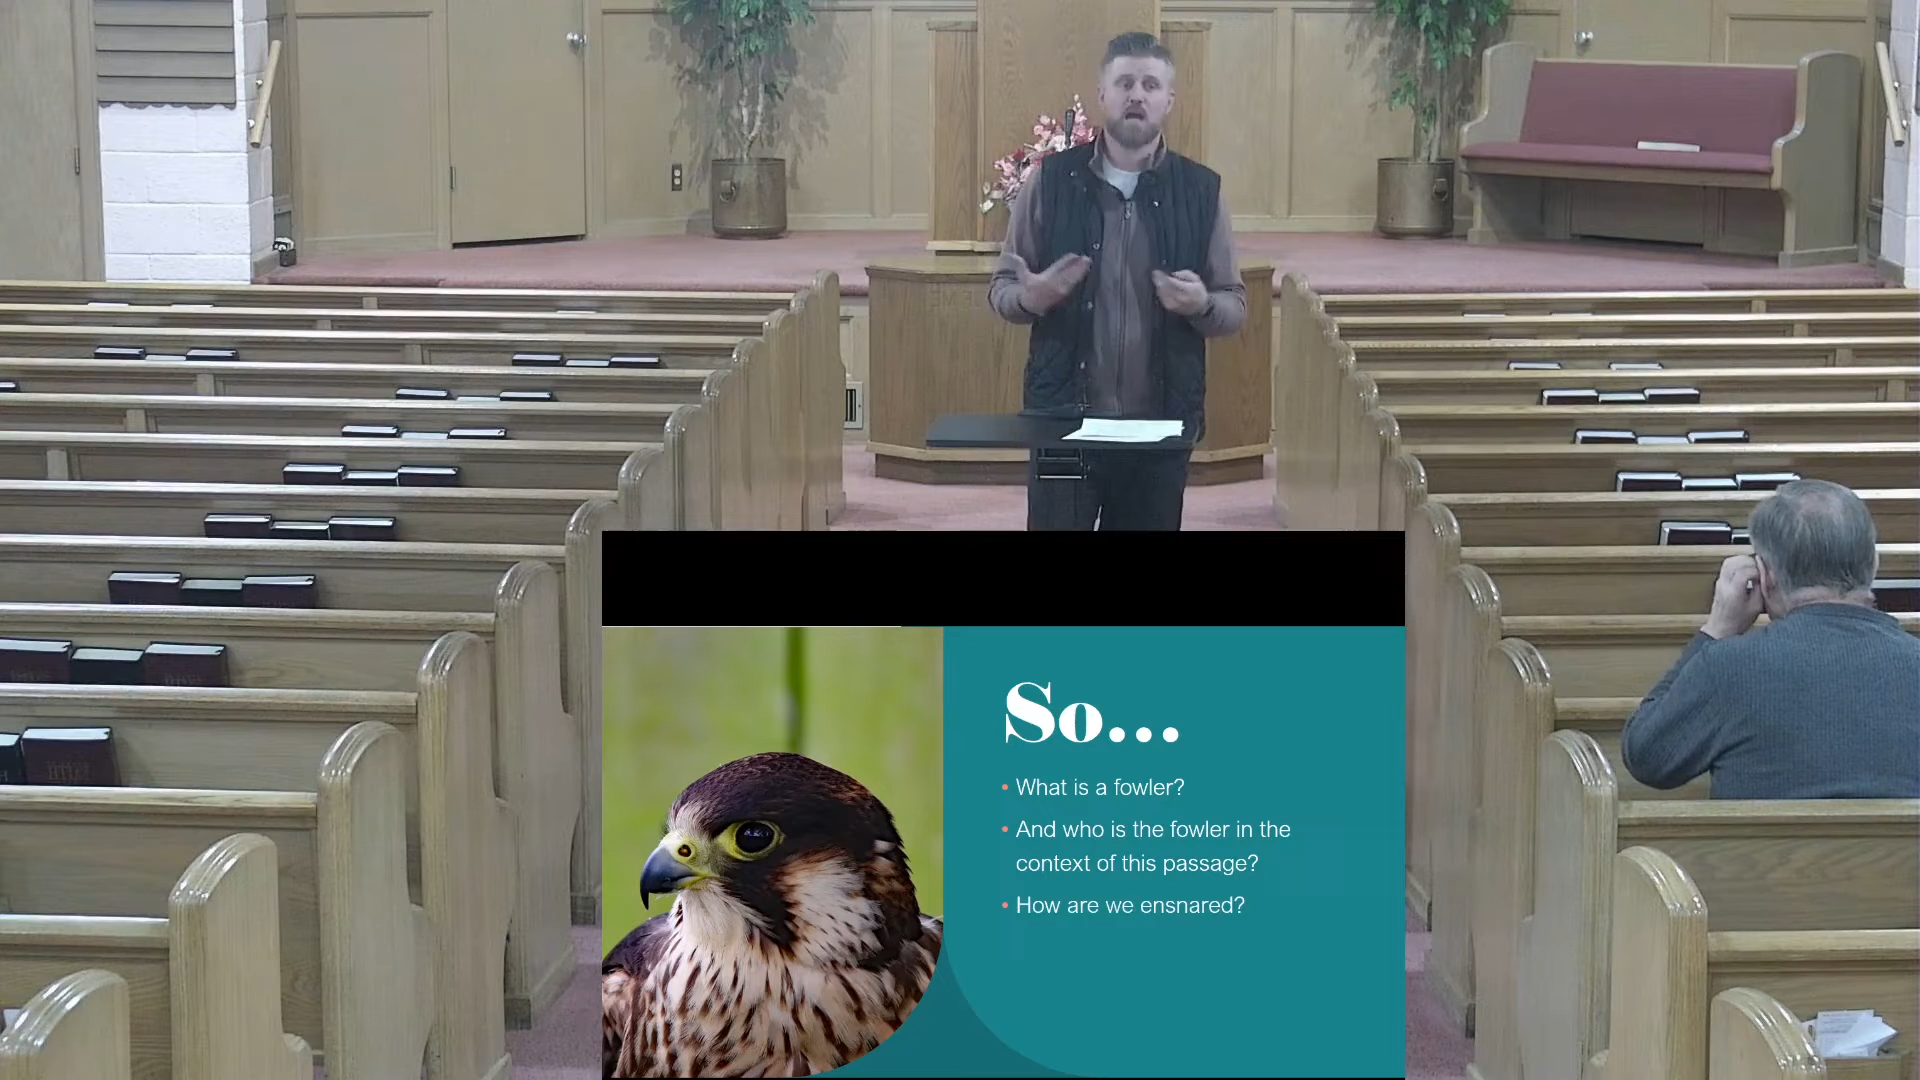 So...
• What is a fowler?
• And who is the fowler in the
context of this passage?
• How are we ensnared?